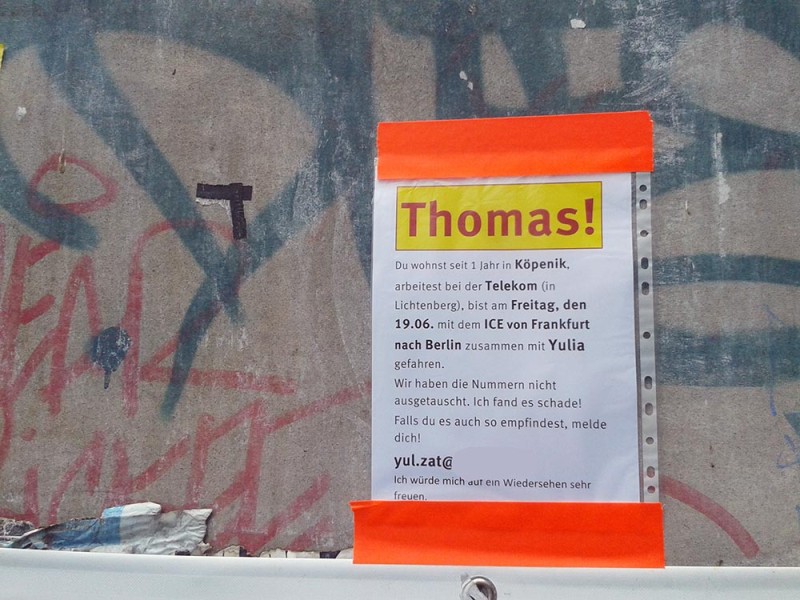 Thomas!
Du wohnst seit 1 Jahr in Köpenik,
arbeitest bei der Telekom (in
Lichtenberg), bist am Freitag, den
19.06. mit dem ICE von Frankfurt
nach Berlin zusammen mit Yulia
gefahren.
Wir haben die Nummern nicht
ausgetauscht. Ich fand es schade!
Falls du es auch so empfindest, melde
dich!
yul.zat@
Ich würde mich auf ein Wiedersehen sehr
freuen.